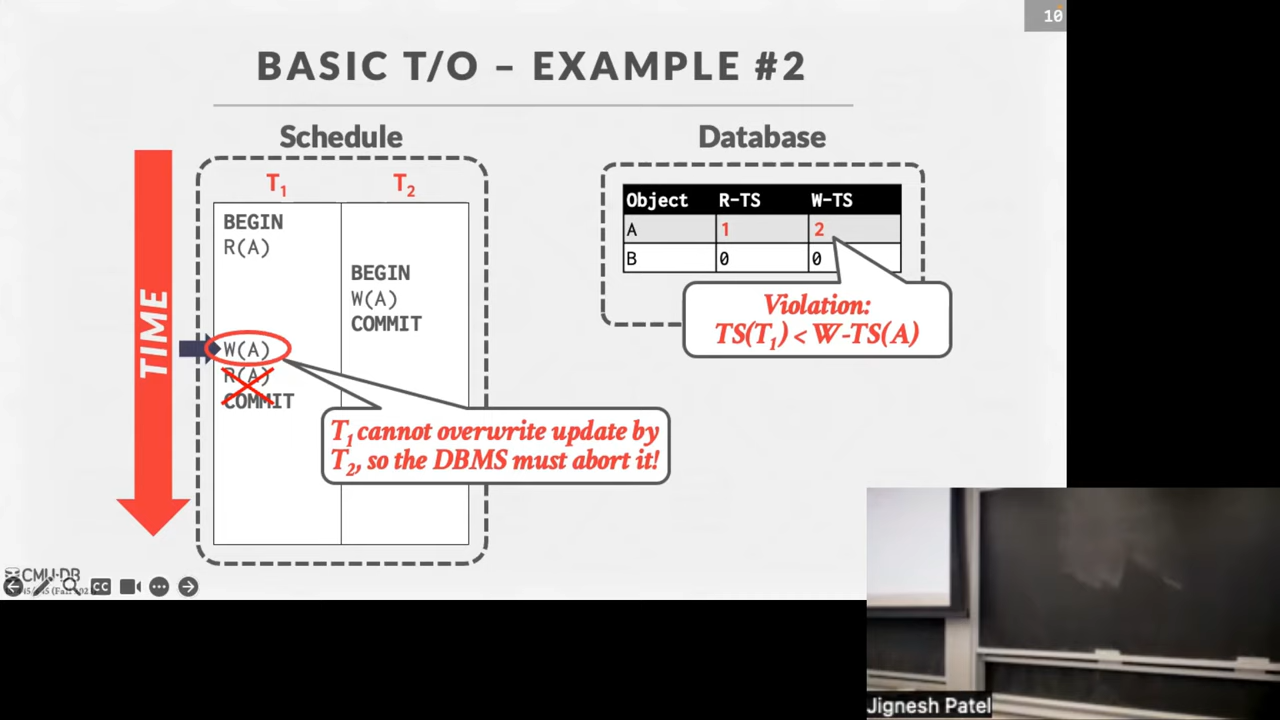 10
BASIC T/O – EXAMPLE #2
Schedule
Database
TIME
T1 T2
BEGIN
R(A)
BEGIN
W(A)
COMMIT
W(A)
R(A)
COMMIT
Object R-TS W-TS
A 1 2
B 0 0
Violation:
TS(T1) < W-TS(A)
T1 cannot overwrite update by
T2, so the DBMS must abort it!
CMU·DB
CC
Jignesh Patel